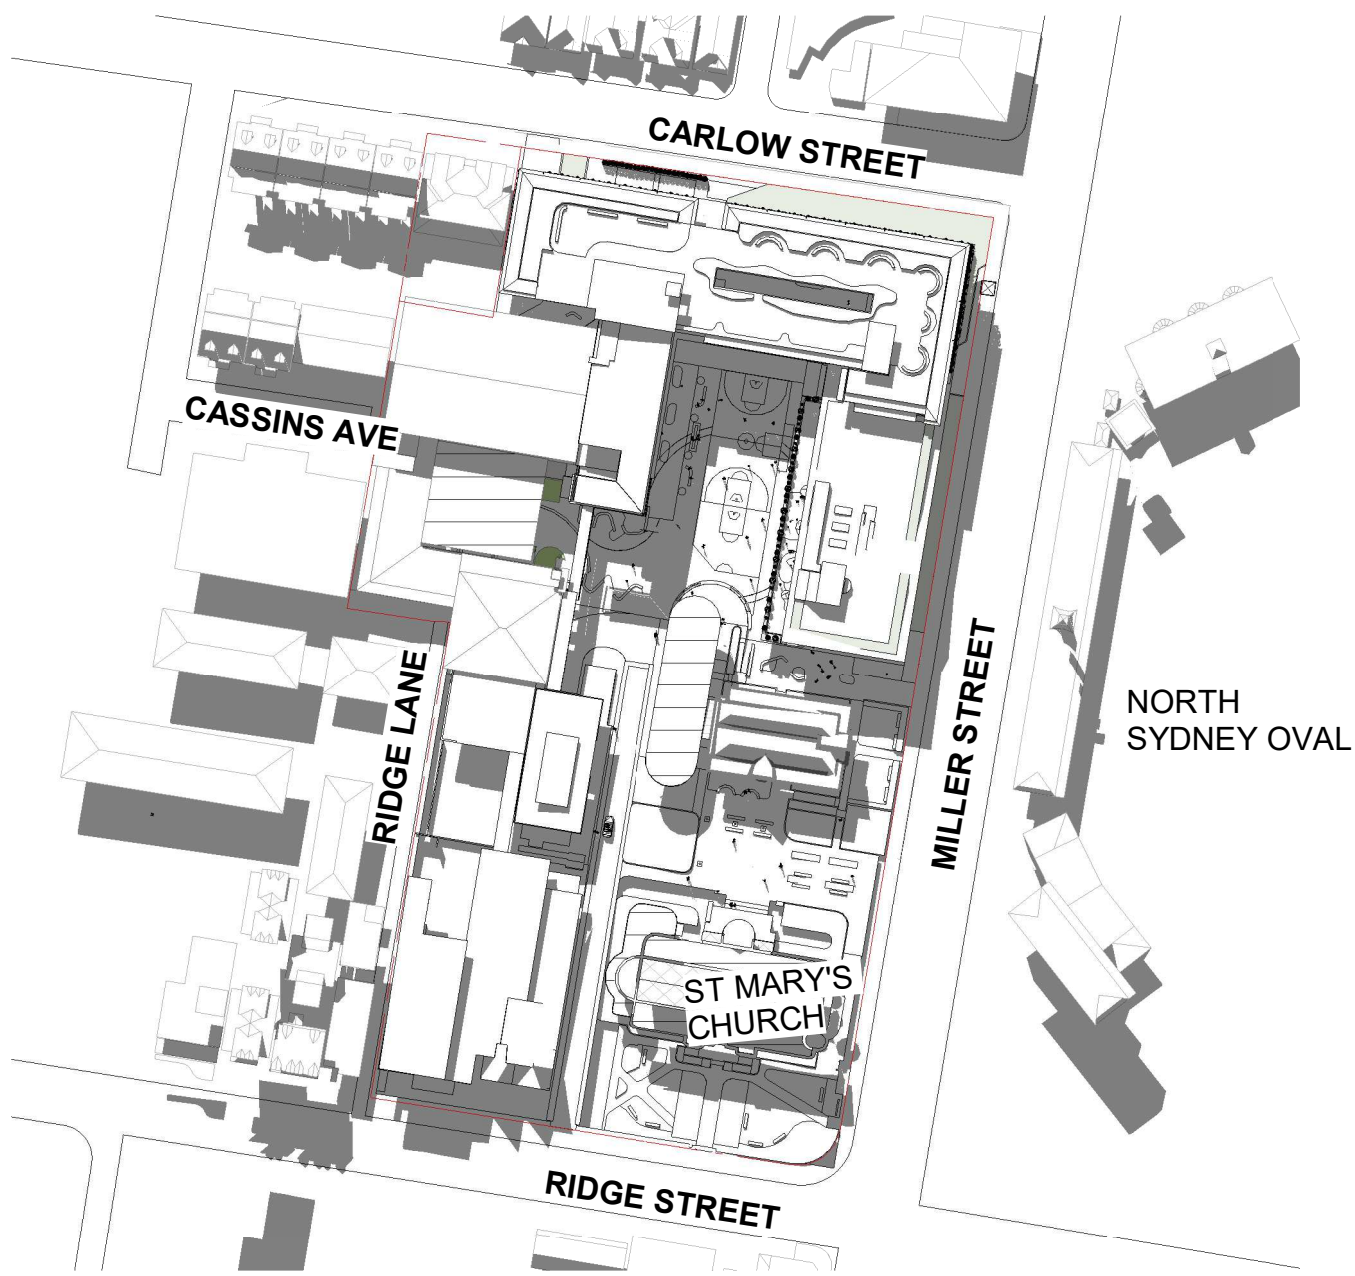 CARLOW STREET
CASSINS AVE
RIDGE LANE
MILLER STREET
NORTH
SYDNEY OVAL
ST MARY'S
CHURCH
RIDGE STREET